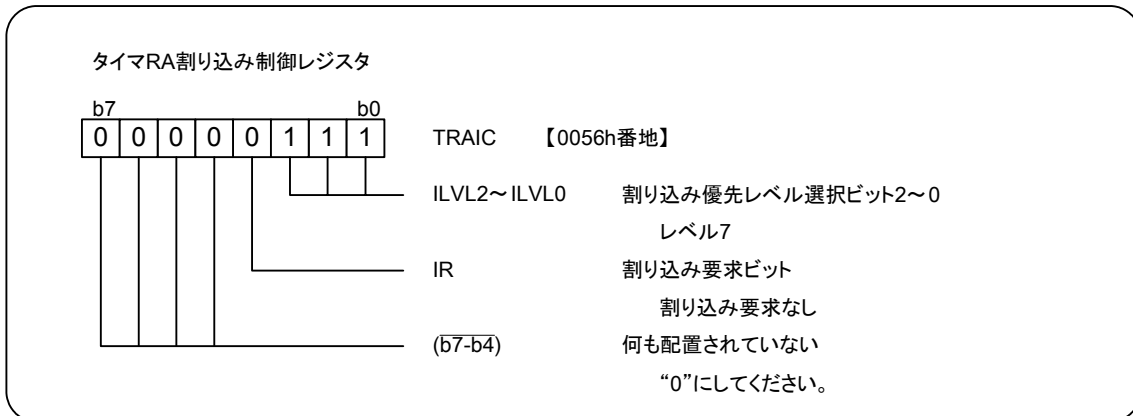 タイマRA割り込み制御レジスタ
b7 b0
0 0 0 0 0 1 1 1 TRAIC 【0056h番地】
ILVL2～ILVL0 割り込み優先レベル選択ビット2～0
レベル7
IR 割り込み要求ビット
割り込み要求なし
(b7-b4) 何も配置されていない
“0”にしてください。